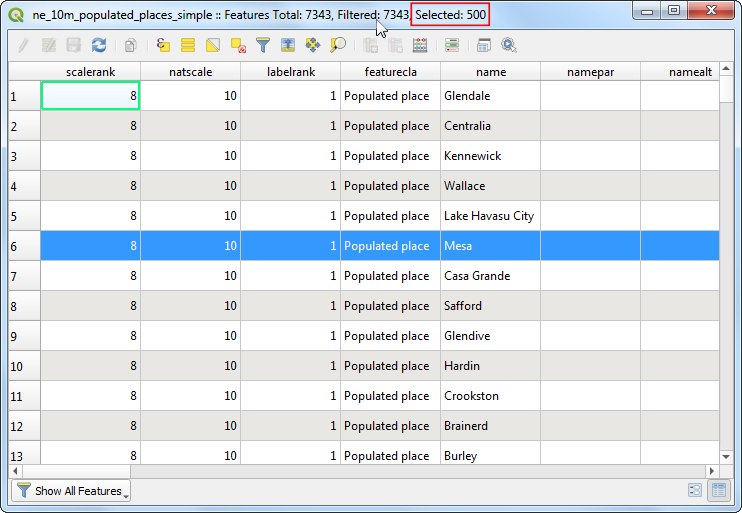 ne_10m_populated_places_simple :: Features Total: 7343, Filtered: 7343, Selected: 500
scalerank natscale labelrank featurecla name namepar namealt
1 8 10 1 Populated place Glendale
2 8 10 1 Populated place Centralia
3 8 10 1 Populated place Kennewick
4 8 10 1 Populated place Wallace
5 8 10 1 Populated place Lake Havasu City
6 8 10 1 Populated place Mesa
7 8 10 1 Populated place Casa Grande
8 8 10 1 Populated place Safford
9 8 10 1 Populated place Glendive
10 8 10 1 Populated place Hardin
11 8 10 1 Populated place Crookston
12 8 10 1 Populated place Brainerd
13 8 10 1 Populated place Burley
Show All Features